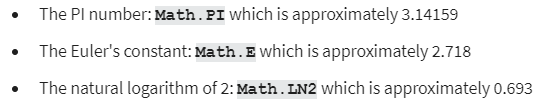 • The PI number: Math.PI which is approximately 3.14159
• The Euler's constant: Math.E which is approximately 2.718
• The natural logarithm of 2: Math.LN2 which is approximately 0.693